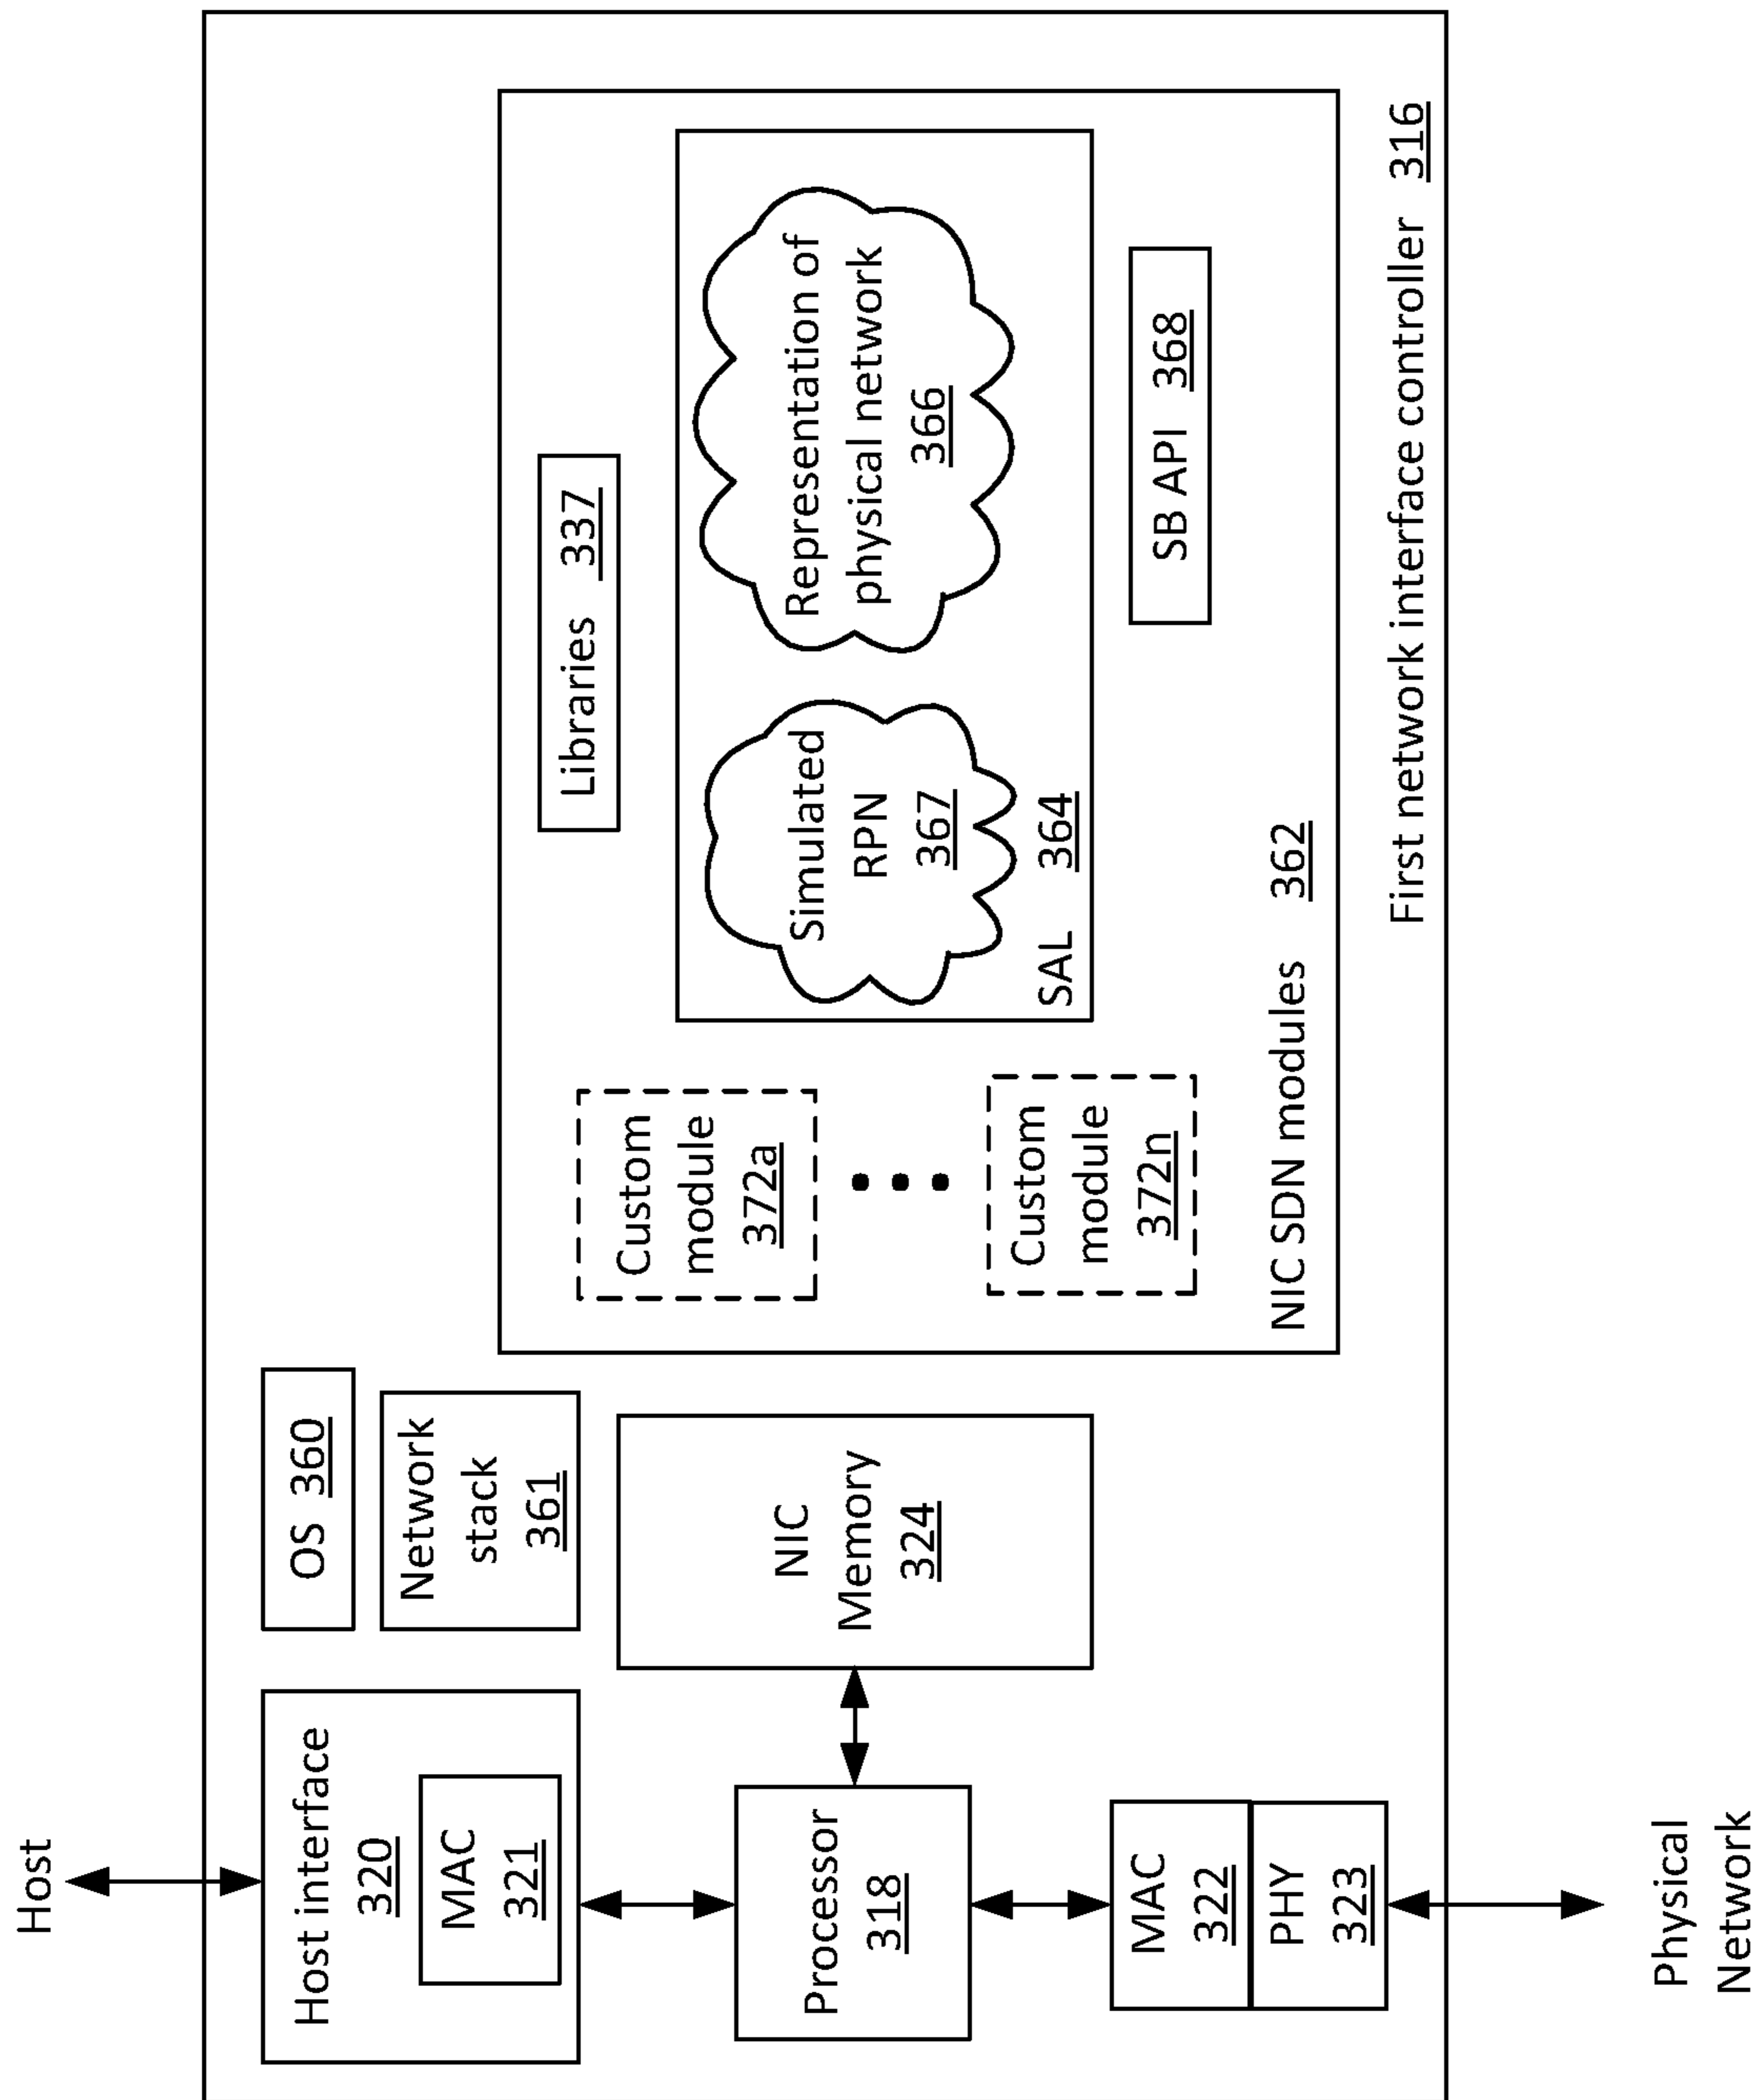 Host
Host interface
320
MAC
321
OS 360
Network
stack
361
Processor
318
NIC
Memory
324
MAC
322
PHY
323
Physical
Network
Libraries 337
Custom
module
372a
Custom
module
372n
Simulated
RPN
367
Representation of
physical network
366
SAL 364
SB API 368
NIC SDN modules 362
First network interface controller 316